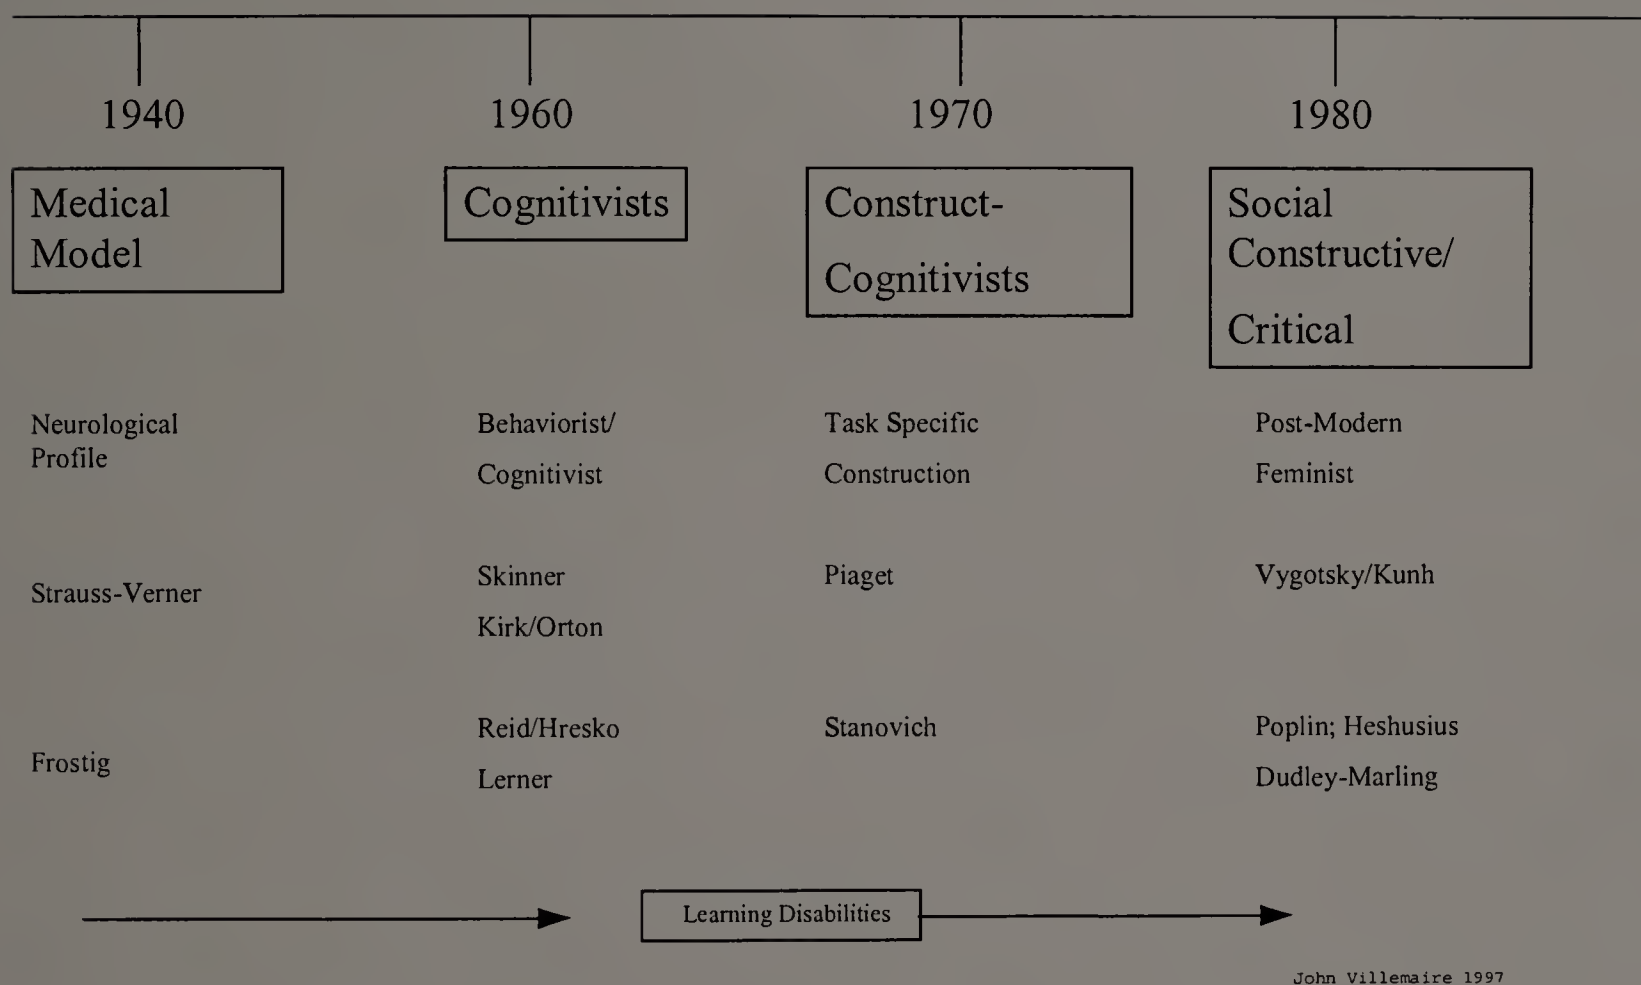 1940
1960
1970
1980
Medical
Model
Cognitivists
Construct-
Cognitivists
Social
Constructive/
Critical
Neurological
Profile
Behaviorist/
Cognitivist
Task Specific
Construction
Post-Modern
Feminist
Strauss-Verner
Skinner
Kirk/Orton
Piaget
Vygotsky/Kunh
Frostig
Reid/Hresko
Lerner
Stanovich
Poplin; Heshusius
Dudley-Marling
Learning Disabilities
John Villemaire 1997